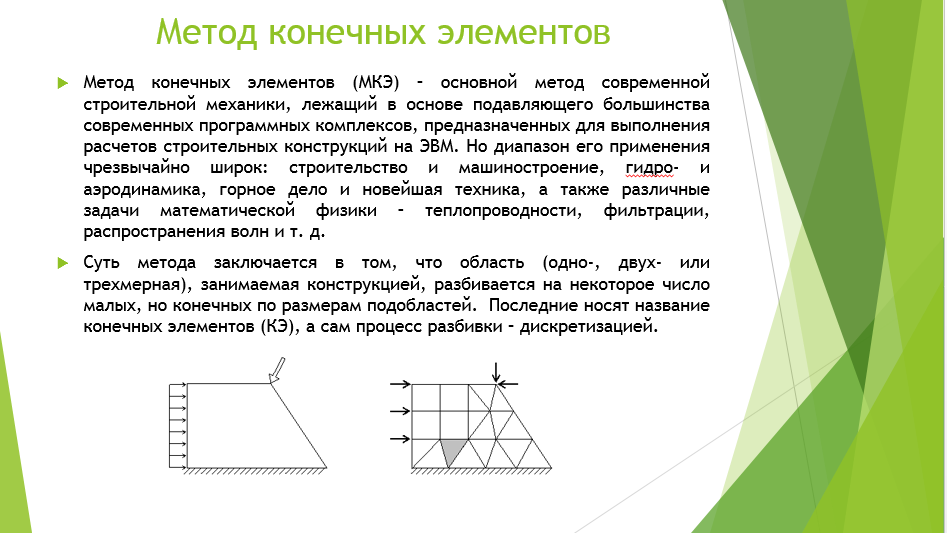 Метод конечных элементов
Метод конечных элементов (МКЭ) – основной метод современной
строительной механики, лежащий в основе подавляющего большинства
современных программных комплексов, предназначенных для выполнения
расчетов строительных конструкций на ЭВМ. Но диапазон его применения
чрезвычайно широк: строительство и машиностроение, гидро- и
аэродинамика, горное дело и новейшая техника, а также различные
задачи математической физики – теплопроводности, фильтрации,
распространения волн и т. д.
Суть метода заключается в том, что область (одно-, двух- или
трехмерная), занимаемая конструкцией, разбивается на некоторое число
малых, но конечных по размерам подобластей. Последние носят название
конечных элементов (КЭ), а сам процесс разбивки – дискретизацией.